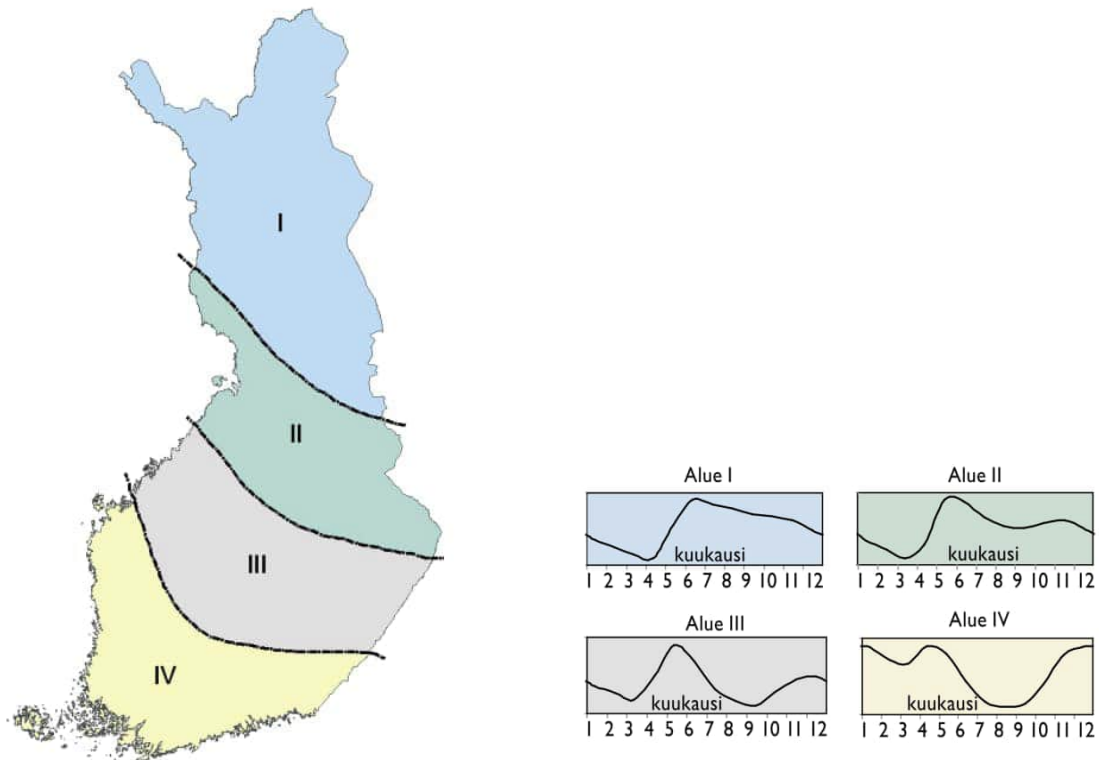 I
II
III
IV
Alue I
kuukausi
1 2 3 4 5 6 7 8 9 10 11 12
Alue II
kuukausi
1 2 3 4 5 6 7 8 9 10 11 12
Alue III
kuukausi
1 2 3 4 5 6 7 8 9 10 11 12
Alue IV
kuukausi
1 2 3 4 5 6 7 8 9 10 11 12